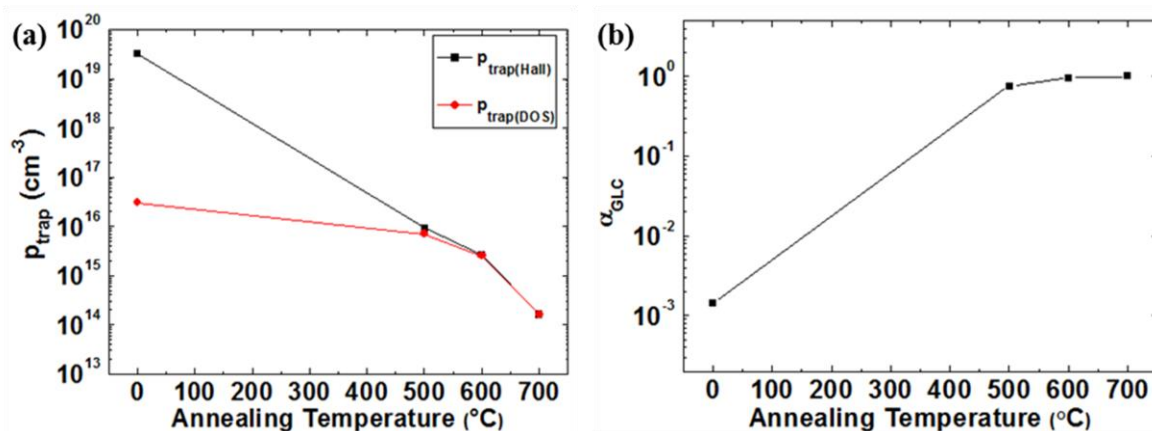 (a)
10^20
10^19
10^18
10^17
10^16
10^15
10^14
10^13
p_trap (cm^-3)
p_trap(Hall)
p_trap(DOS)
0 100 200 300 400 500 600 700
Annealing Temperature (°C)
(b)
10^0
10^-1
10^-2
10^-3
α_GLC
0 100 200 300 400 500 600 700
Annealing Temperature (°C)